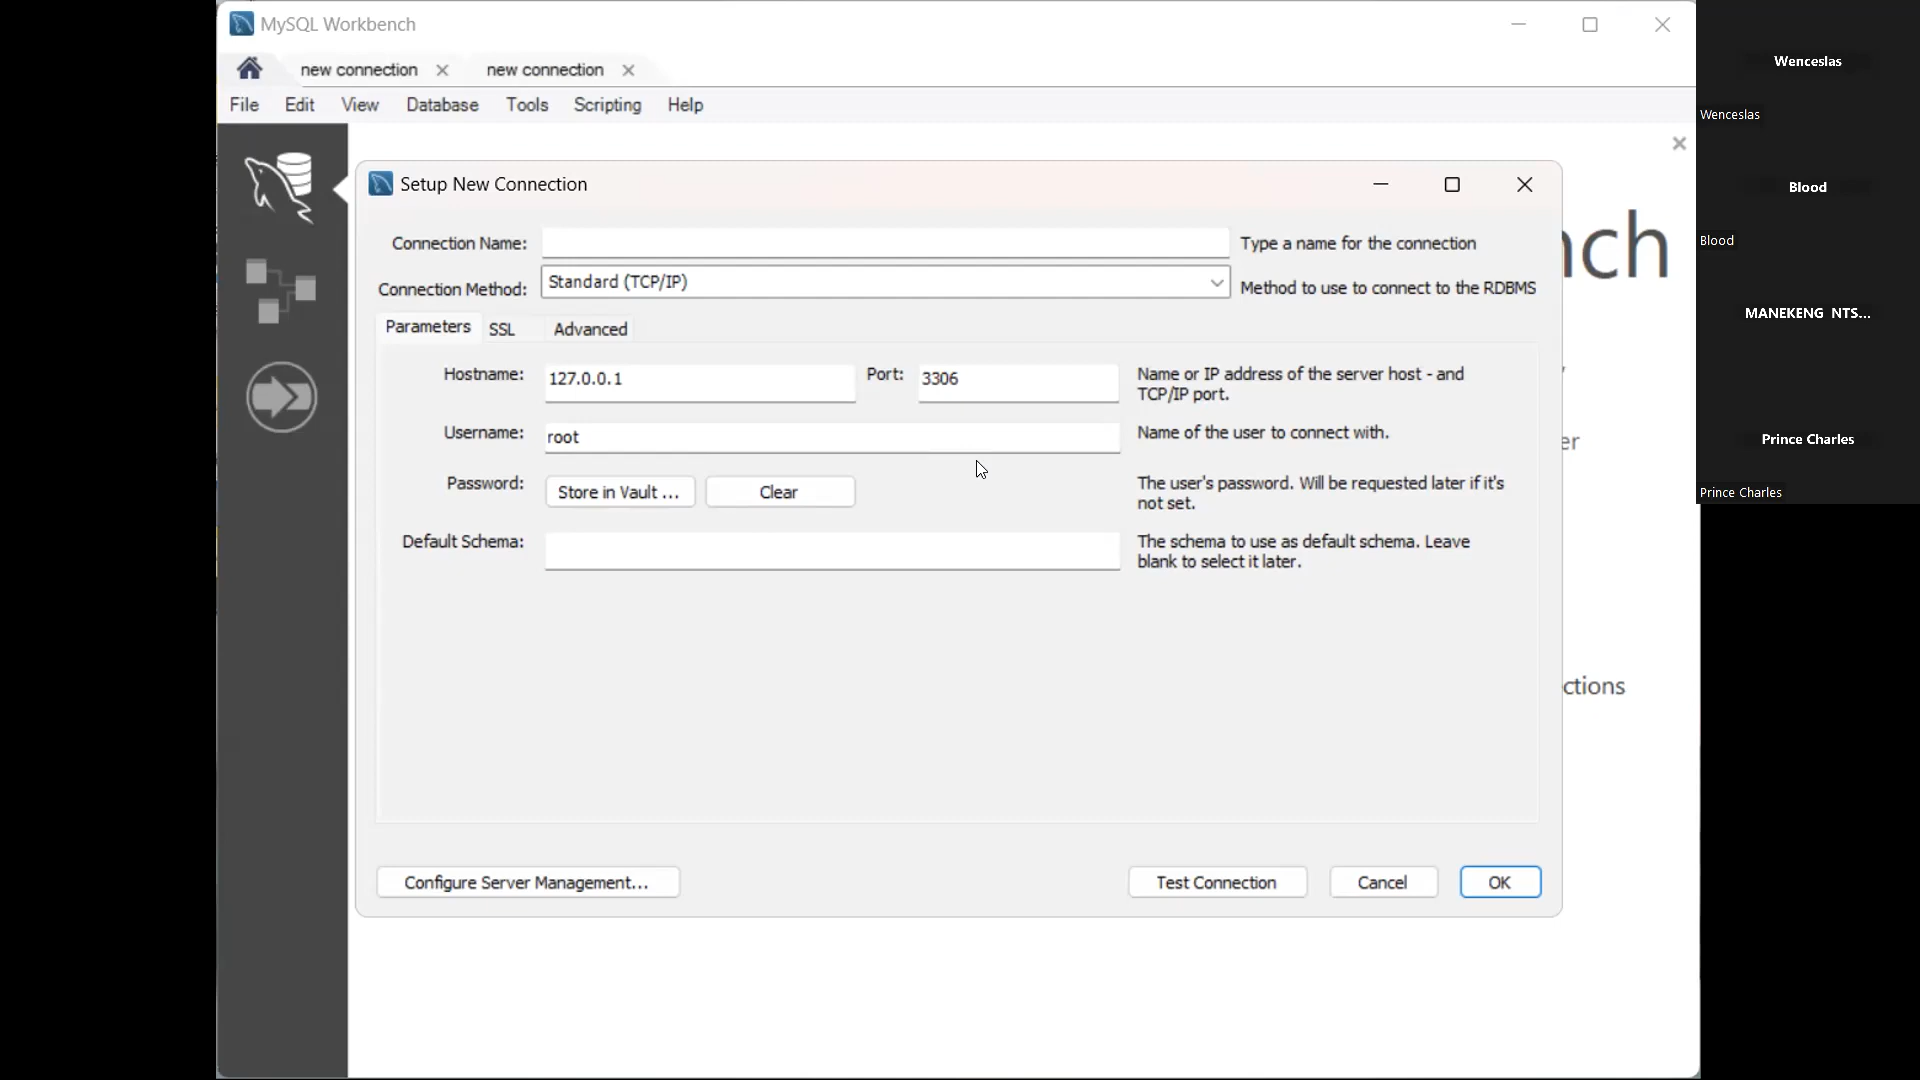 MySQL Workbench
new connection
new connection
File Edit View Database Tools Scripting Help
Setup New Connection
Connection Name: Type a name for the connection
Connection Method: Standard (TCP/IP) Method to use to connect to the RDBMS
Parameters SSL Advanced
Hostname: 127.0.0.1 Port: 3306 Name or IP address of the server host - and
TCP/IP port.
Username: root Name of the user to connect with.
Password: Store in Vault ... Clear The user's password. Will be requested later if it's
not set.
Default Schema: The schema to use as default schema. Leave
blank to select it later.
Configure Server Management... Test Connection Cancel OK
ch
er
ctions
Wenceslas
Wenceslas
Blood
Blood
MANEKENG NTS...
Prince Charles
Prince Charles